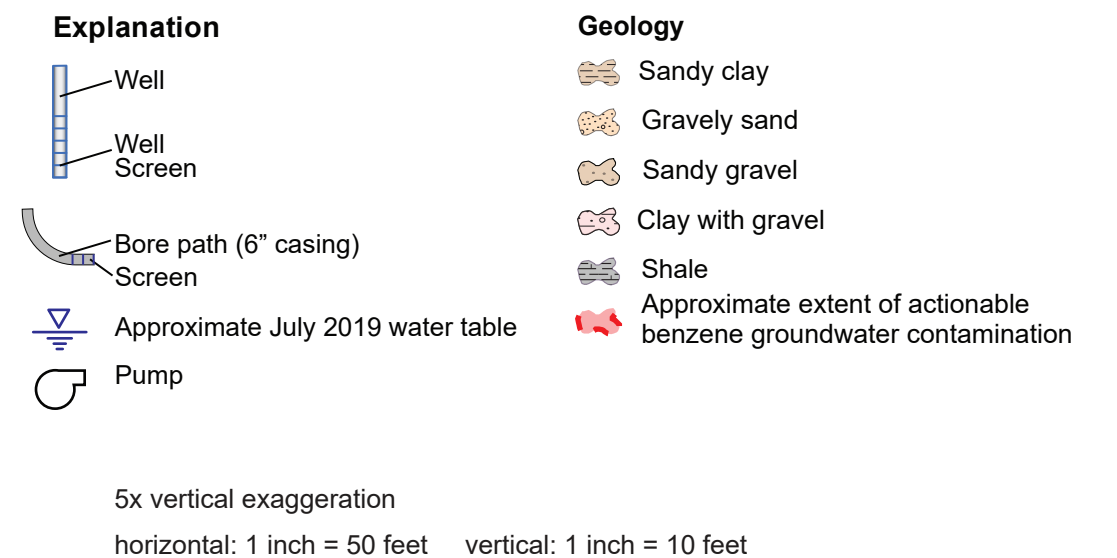 Explanation
Well
Well
Screen
Bore path (6” casing)
Screen
Approximate July 2019 water table
Pump
Geology
Sandy clay
Gravely sand
Sandy gravel
Clay with gravel
Shale
Approximate extent of actionable
benzene groundwater contamination
5x vertical exaggeration
horizontal: 1 inch = 50 feet vertical: 1 inch = 10 feet